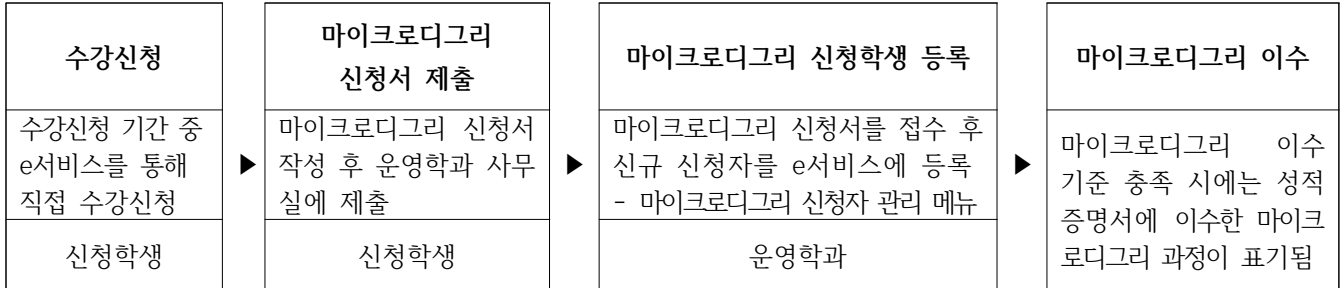 수강신청
수강신청 기간 중
e서비스를 통해
직접 수강신청
신청학생
▶
마이크로디그리
신청서 제출
마이크로디그리 신청서
작성 후 운영학과 사무
실에 제출
신청학생
▶
마이크로디그리 신청학생 등록
마이크로디그리 신청서를 접수 후
신규 신청자를 e서비스에 등록
- 마이크로디그리 신청자 관리 메뉴
운영학과
▶
마이크로디그리 이수
마이크로디그리 이수
기준 충족 시에는 성적
증명서에 이수한 마이크
로디그리 과정이 표기됨